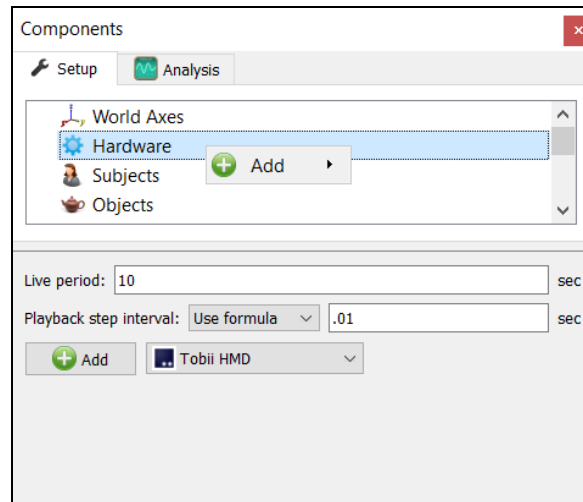 Components
Setup
Analysis
World Axes
Hardware
Add
Subjects
Objects
Live period: 10 sec
Playback step interval: Use formula .01 sec
Add Tobii HMD